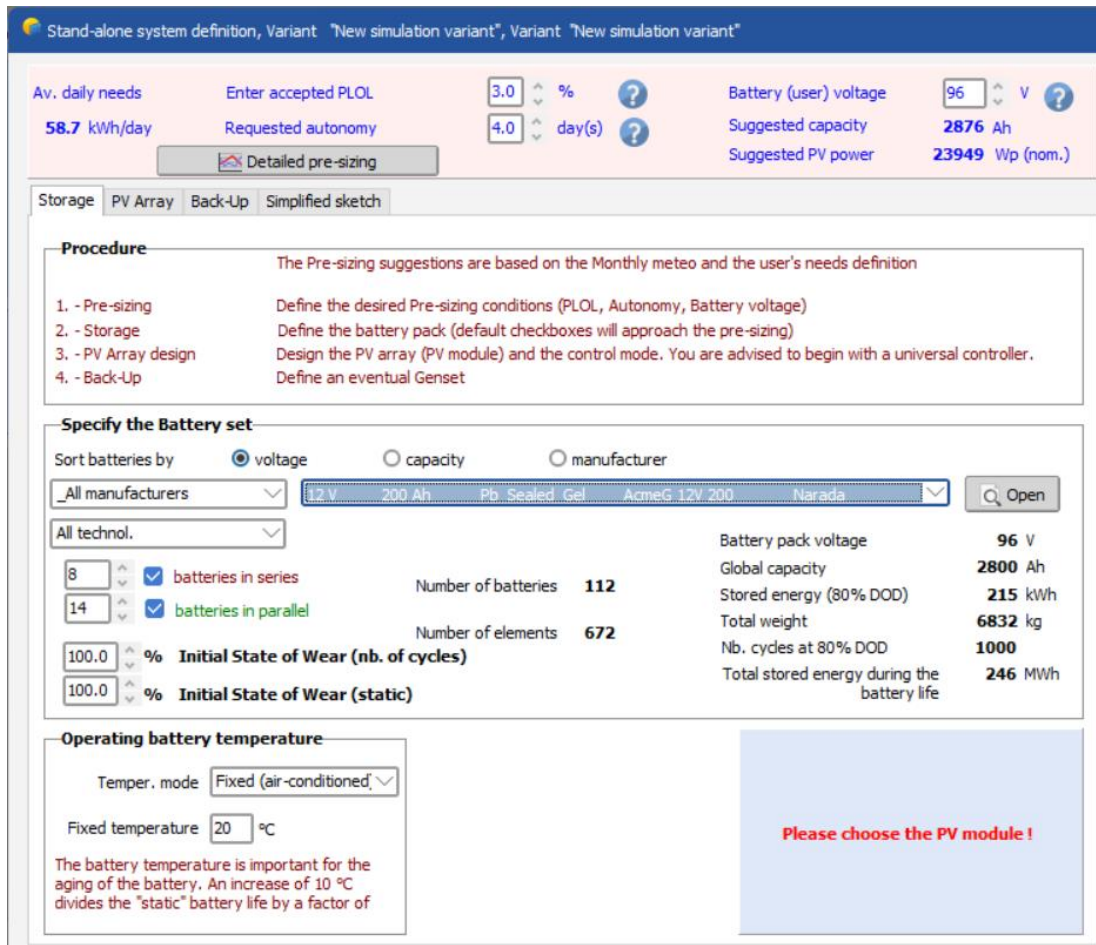 Stand-alone system definition, Variant "New simulation variant", Variant "New simulation variant"
Av. daily needs Enter accepted PLOL 3.0 % ? Battery (user) voltage 96 V ?
58.7 kWh/day Requested autonomy 4.0 day(s) ? Suggested capacity 2876 Ah
Detailed pre-sizing Suggested PV power 23949 Wp (nom.)
Storage PV Array Back-Up Simplified sketch
Procedure
The Pre-sizing suggestions are based on the Monthly meteo and the user's needs definition
1. - Pre-sizing Define the desired Pre-sizing conditions (PLOL, Autonomy, Battery voltage)
2. - Storage Define the battery pack (default checkboxes will approach the pre-sizing)
3. - PV Array design Design the PV array (PV module) and the control mode. You are advised to begin with a universal controller.
4. - Back-Up Define an eventual Genset
Specify the Battery set
Sort batteries by voltage capacity manufacturer
_All manufacturers 12 V 200 Ah Pb Sealed Gel AcmeG 12V 200 Narada Open
All technol.
8 batteries in series
14 batteries in parallel
Number of batteries 112
Number of elements 672
100.0 % Initial State of Wear (nb. of cycles)
100.0 % Initial State of Wear (static)
Battery pack voltage 96 V
Global capacity 2800 Ah
Stored energy (80% DOD) 215 kWh
Total weight 6832 kg
Nb. cycles at 80% DOD 1000
Total stored energy during the 246 MWh
battery life
Operating battery temperature
Temper. mode Fixed (air-conditioned)
Fixed temperature 20 °C
The battery temperature is important for the
aging of the battery. An increase of 10 °C
divides the "static" battery life by a factor of
Please choose the PV module !